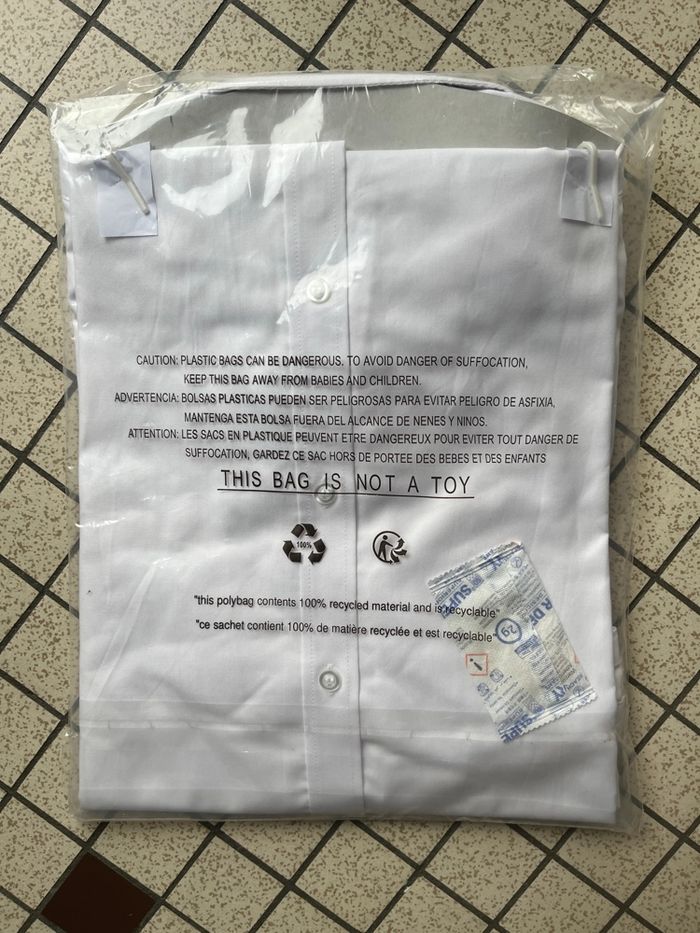 CAUTION: PLASTIC BAGS CAN BE DANGEROUS. TO AVOID DANGER OF SUFFOCATION,
KEEP THIS BAG AWAY FROM BABIES AND CHILDREN.
ADVERTENCIA: BOLSAS PLASTICAS PUEDEN SER PELIGROSAS PARA EVITAR PELIGRO DE ASFIXIA,
MANTENGA ESTA BOLSA FUERA DEL ALCANCE DE NENES Y NINOS.
ATTENTION: LES SACS EN PLASTIQUE PEUVENT ETRE DANGEREUX POUR EVITER TOUT DANGER DE
SUFFOCATION, GARDEZ CE SAC HORS DE PORTEE DES BEBES ET DES ENFANTS
THIS BAG IS NOT A TOY
100%
"this polybag contents 100% recycled material and is recyclable"
"ce sachet contient 100% de matière recyclée et est recyclable"
2g